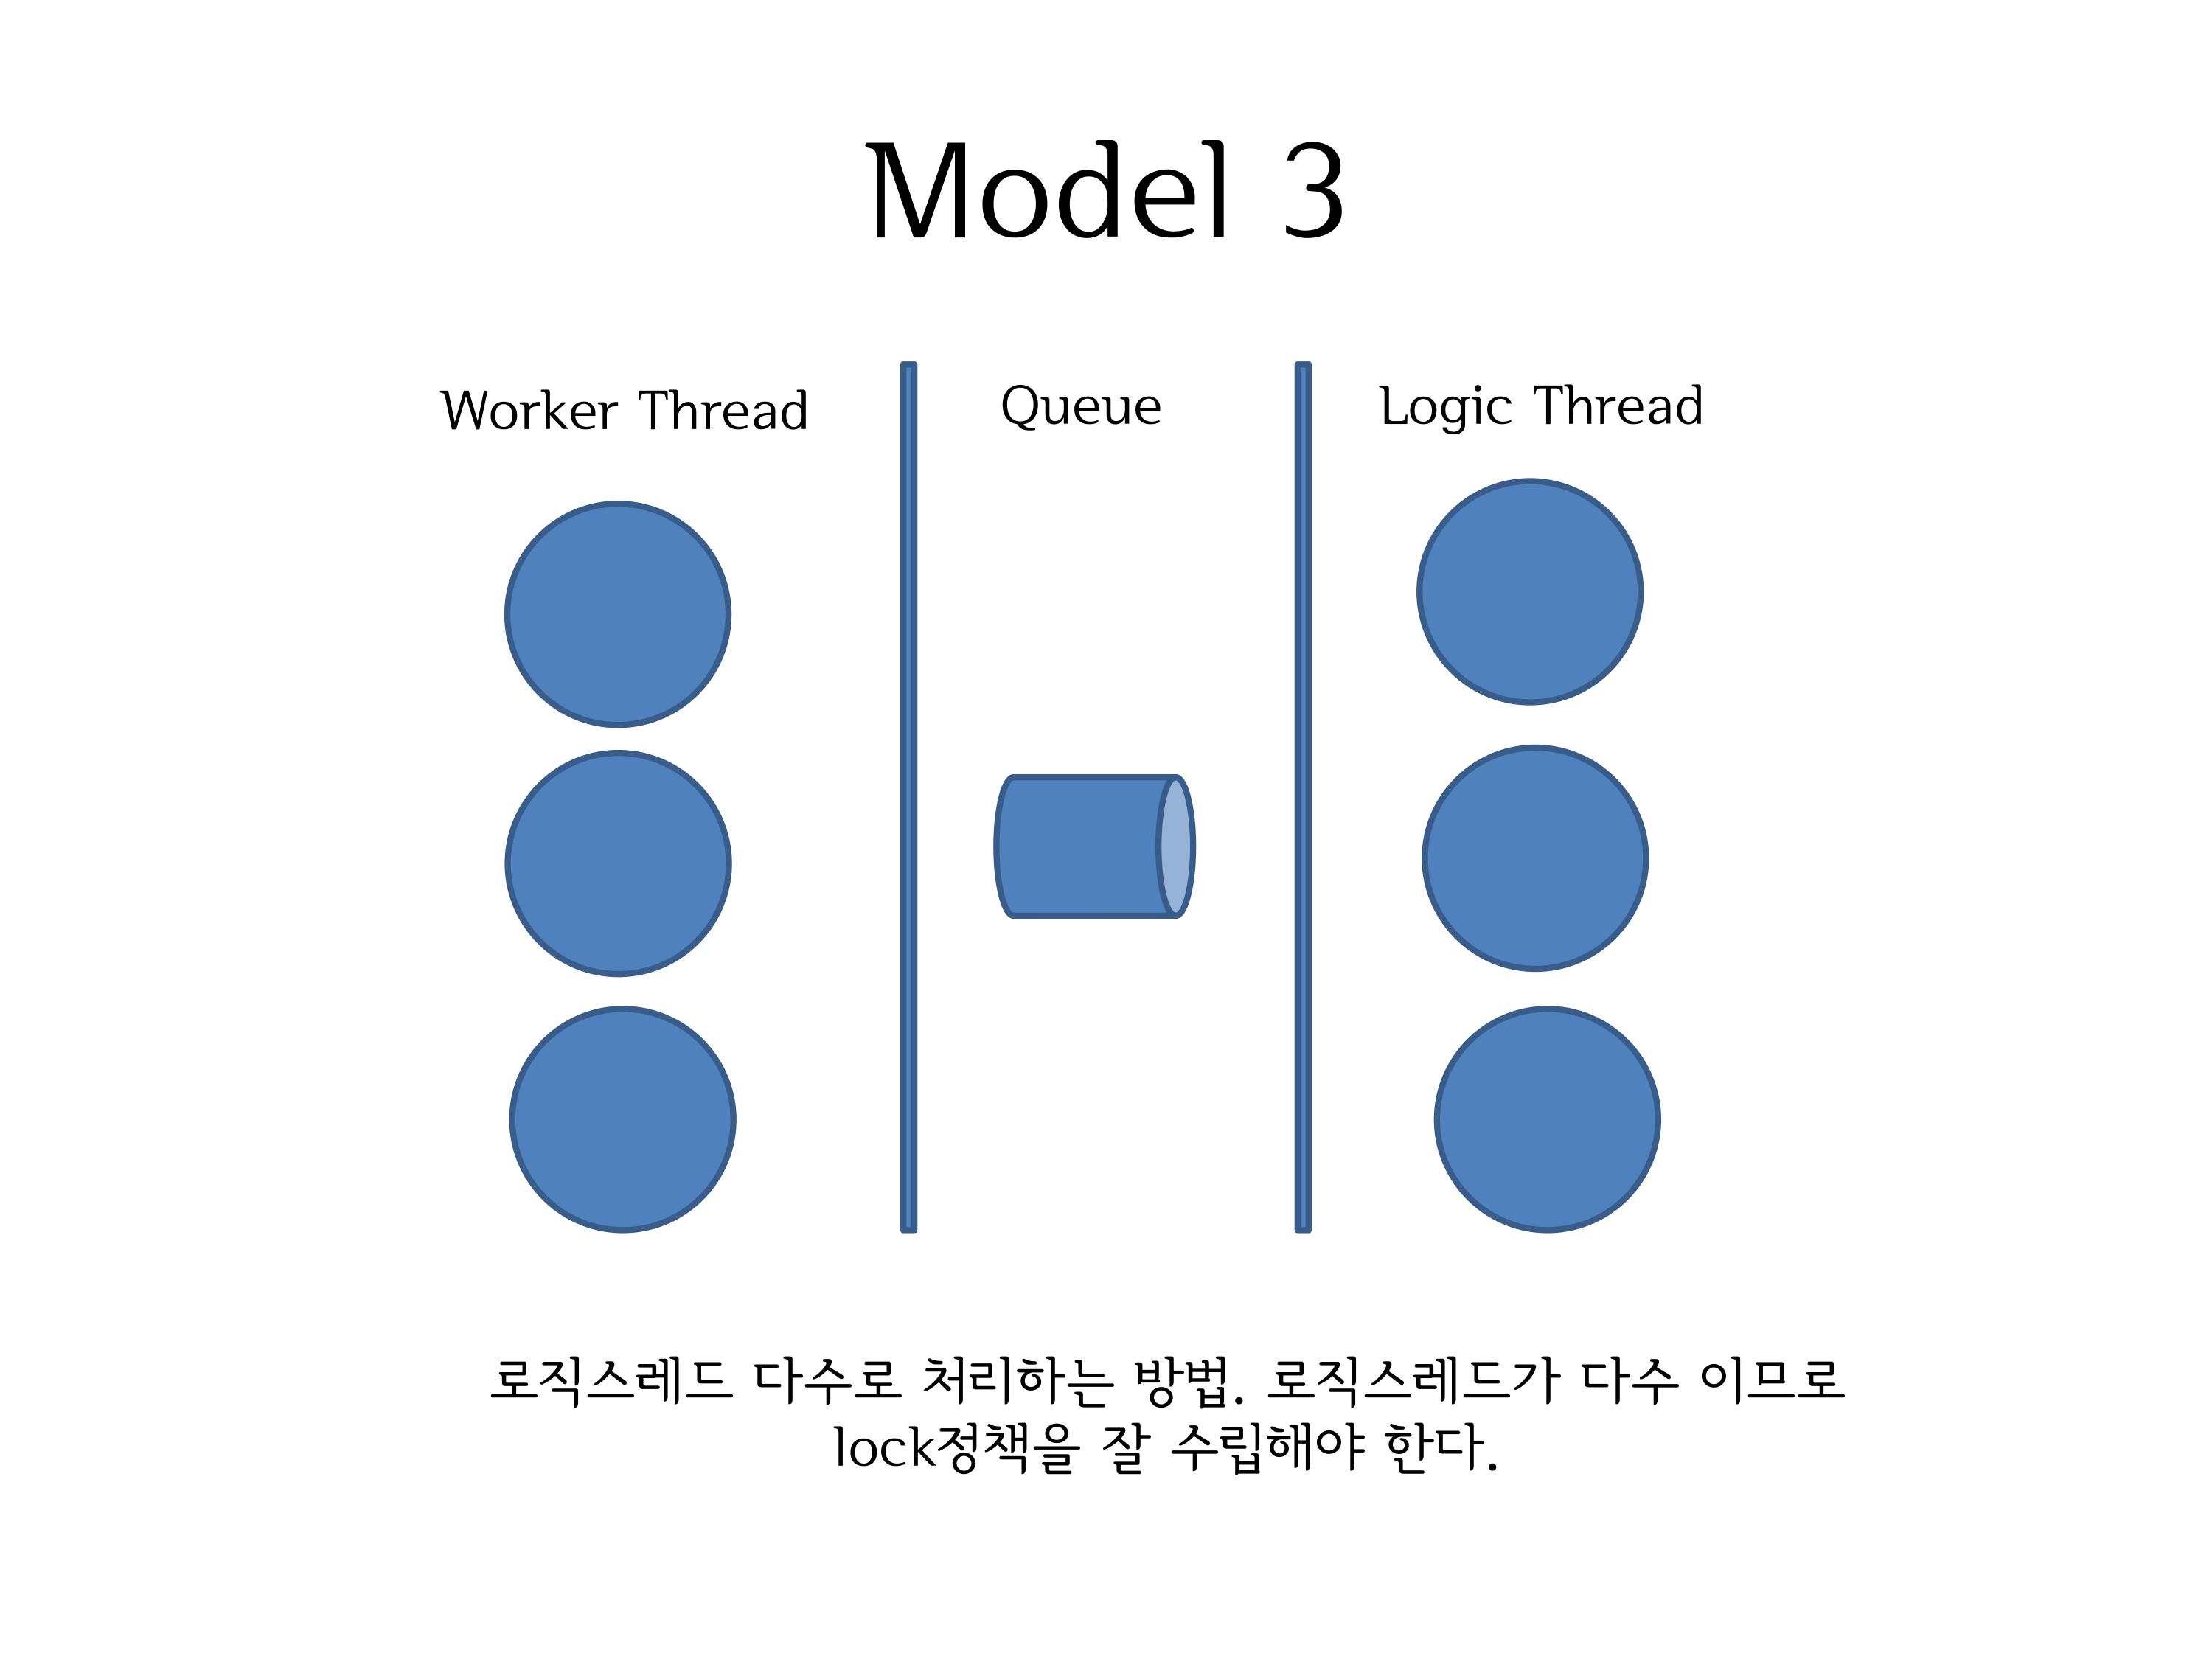 Model 3
Worker Thread
Queue
Logic Thread
로직스레드 다수로 처리하는 방법. 로직스레드가 다수 이므로
lock정책을 잘 수립해야 한다.